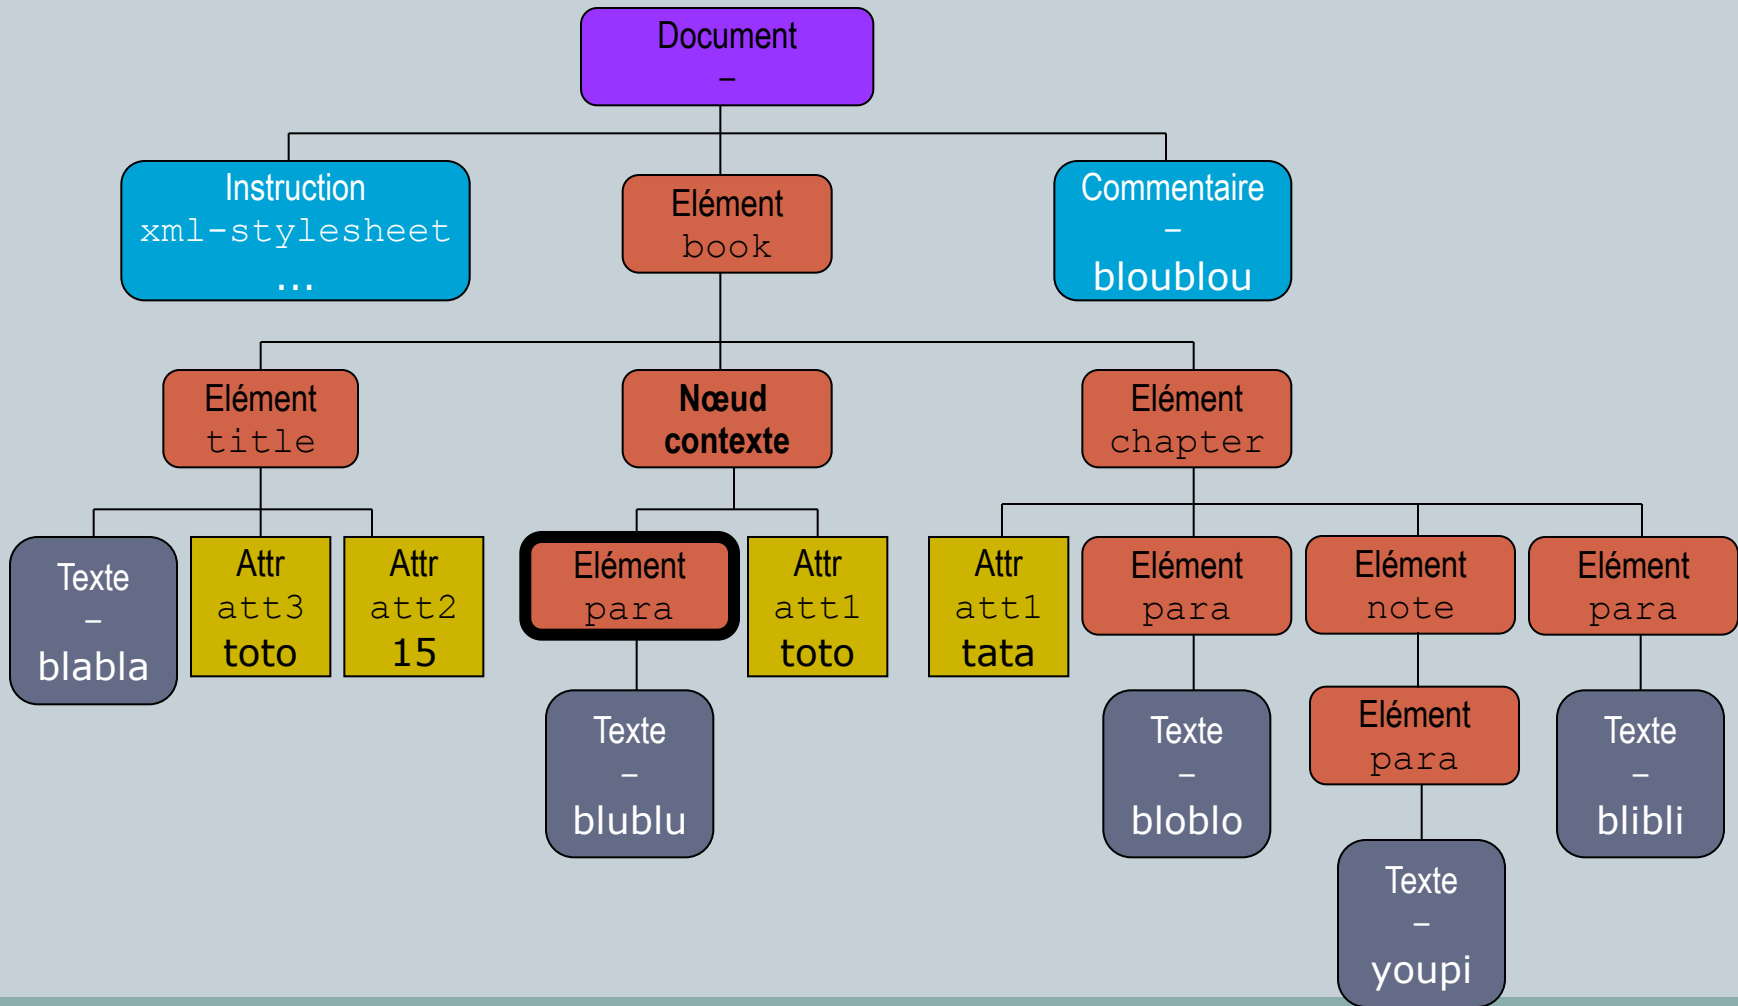 Document
–
Instruction
xml-stylesheet
...
Elément
book
Commentaire
–
bloublou
Elément
title
Nœud
contexte
Elément
chapter
Texte
–
blabla
Attr
att3
toto
Attr
att2
15
Elément
para
Attr
att1
toto
Attr
att1
tata
Elément
para
Elément
note
Elément
para
Texte
–
blublu
Texte
–
bloblo
Elément
para
Texte
–
blibli
Texte
–
youpi